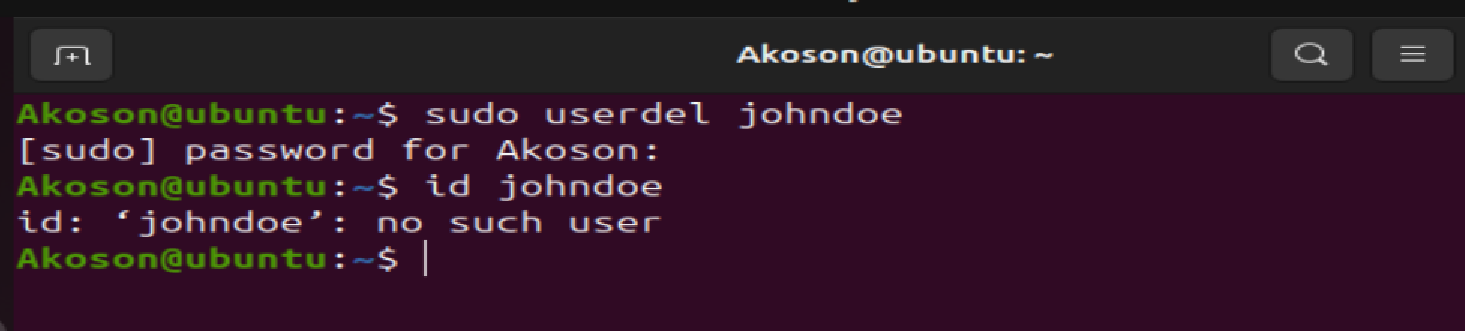 Akoson@ubuntu: ~
Akoson@ubuntu:~$ sudo userdel johndoe
[sudo] password for Akoson:
Akoson@ubuntu:~$ id johndoe
id: ‘johndoe’: no such user
Akoson@ubuntu:~$